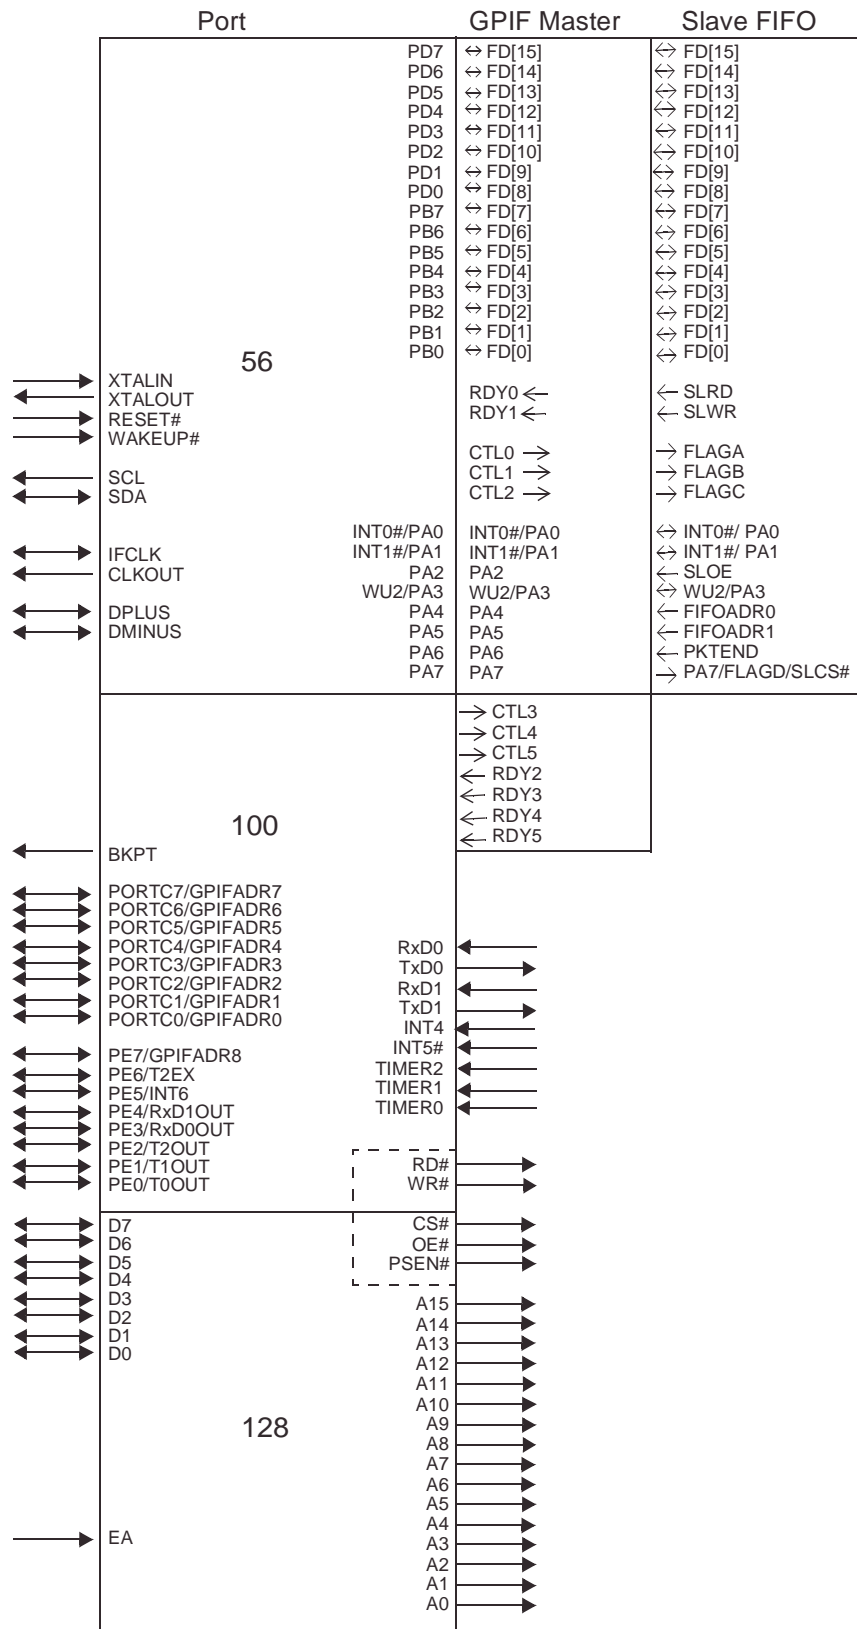 Port GPIF Master Slave FIFO
PD7 FD[15] FD[15]
PD6 FD[14] FD[14]
PD5 FD[13] FD[13]
PD4 FD[12] FD[12]
PD3 FD[11] FD[11]
PD2 FD[10] FD[10]
PD1 FD[9] FD[9]
PD0 FD[8] FD[8]
PB7 FD[7] FD[7]
PB6 FD[6] FD[6]
PB5 FD[5] FD[5]
PB4 FD[4] FD[4]
PB3 FD[3] FD[3]
PB2 FD[2] FD[2]
PB1 FD[1] FD[1]
PB0 FD[0] FD[0]
56
XTALIN
XTALOUT
RESET#
WAKEUP#
RDY0 SLRD
RDY1 SLWR
CTL0 FLAGA
CTL1 FLAGB
CTL2 FLAGC
SCL
SDA
INT0#/PA0 INT0#/PA0 INT0#/ PA0
IFCLK INT1#/PA1 INT1#/PA1 INT1#/ PA1
CLKOUT PA2 PA2 SLOE
WU2/PA3 WU2/PA3 WU2/PA3
DPLUS PA4 PA4 FIFOADR0
DMINUS PA5 PA5 FIFOADR1
PA6 PA6 PKTEND
PA7 PA7 PA7/FLAGD/SLCS#
CTL3
CTL4
CTL5
RDY2
RDY3
RDY4
RDY5
100
BKPT
PORTC7/GPIFADR7
PORTC6/GPIFADR6
PORTC5/GPIFADR5
PORTC4/GPIFADR4
PORTC3/GPIFADR3
PORTC2/GPIFADR2
PORTC1/GPIFADR1
PORTC0/GPIFADR0
RxD0
TxD0
RxD1
TxD1
INT4
INT5#
TIMER2
TIMER1
TIMER0
PE7/GPIFADR8
PE6/T2EX
PE5/INT6
PE4/RxD1OUT
PE3/RxD0OUT
PE2/T2OUT
PE1/T1OUT
PE0/T0OUT
RD#
WR#
CS#
OE#
PSEN#
D7
D6
D5
D4
D3
D2
D1
D0
A15
A14
A13
A12
A11
A10
A9
A8
A7
A6
A5
A4
A3
A2
A1
A0
128
EA